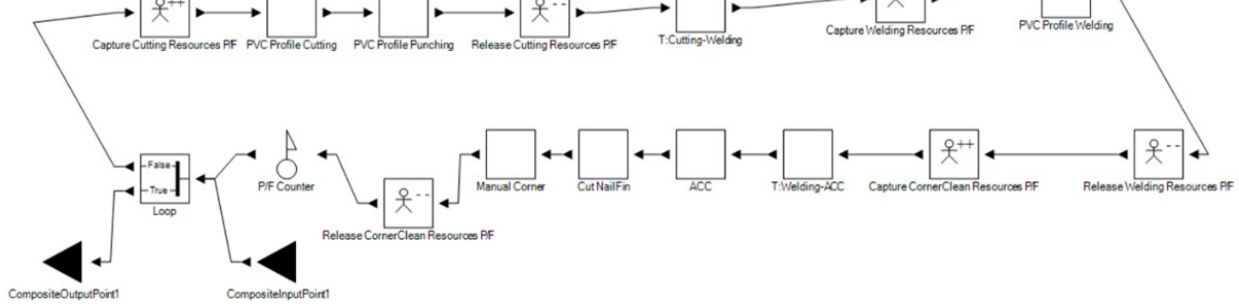 ++
--
Capture Cutting Resources P/F
PVC Profile Cutting
PVC Profile Punching
Release Cutting Resources P/F
T:Cutting-Welding
Capture Welding Resources P/F
PVC Profile Welding
False
True
Loop
P/F Counter
--
Release CornerClean Resources P/F
Manual Corner
Cut NailFin
ACC
T:Welding-ACC
++
Capture CornerClean Resources P/F
--
Release Welding Resources P/F
CompositeOutputPoint1
CompositeInputPoint1